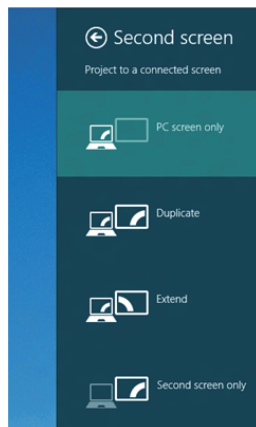 Second screen
Project to a connected screen
PC screen only
Duplicate
Extend
Second screen only